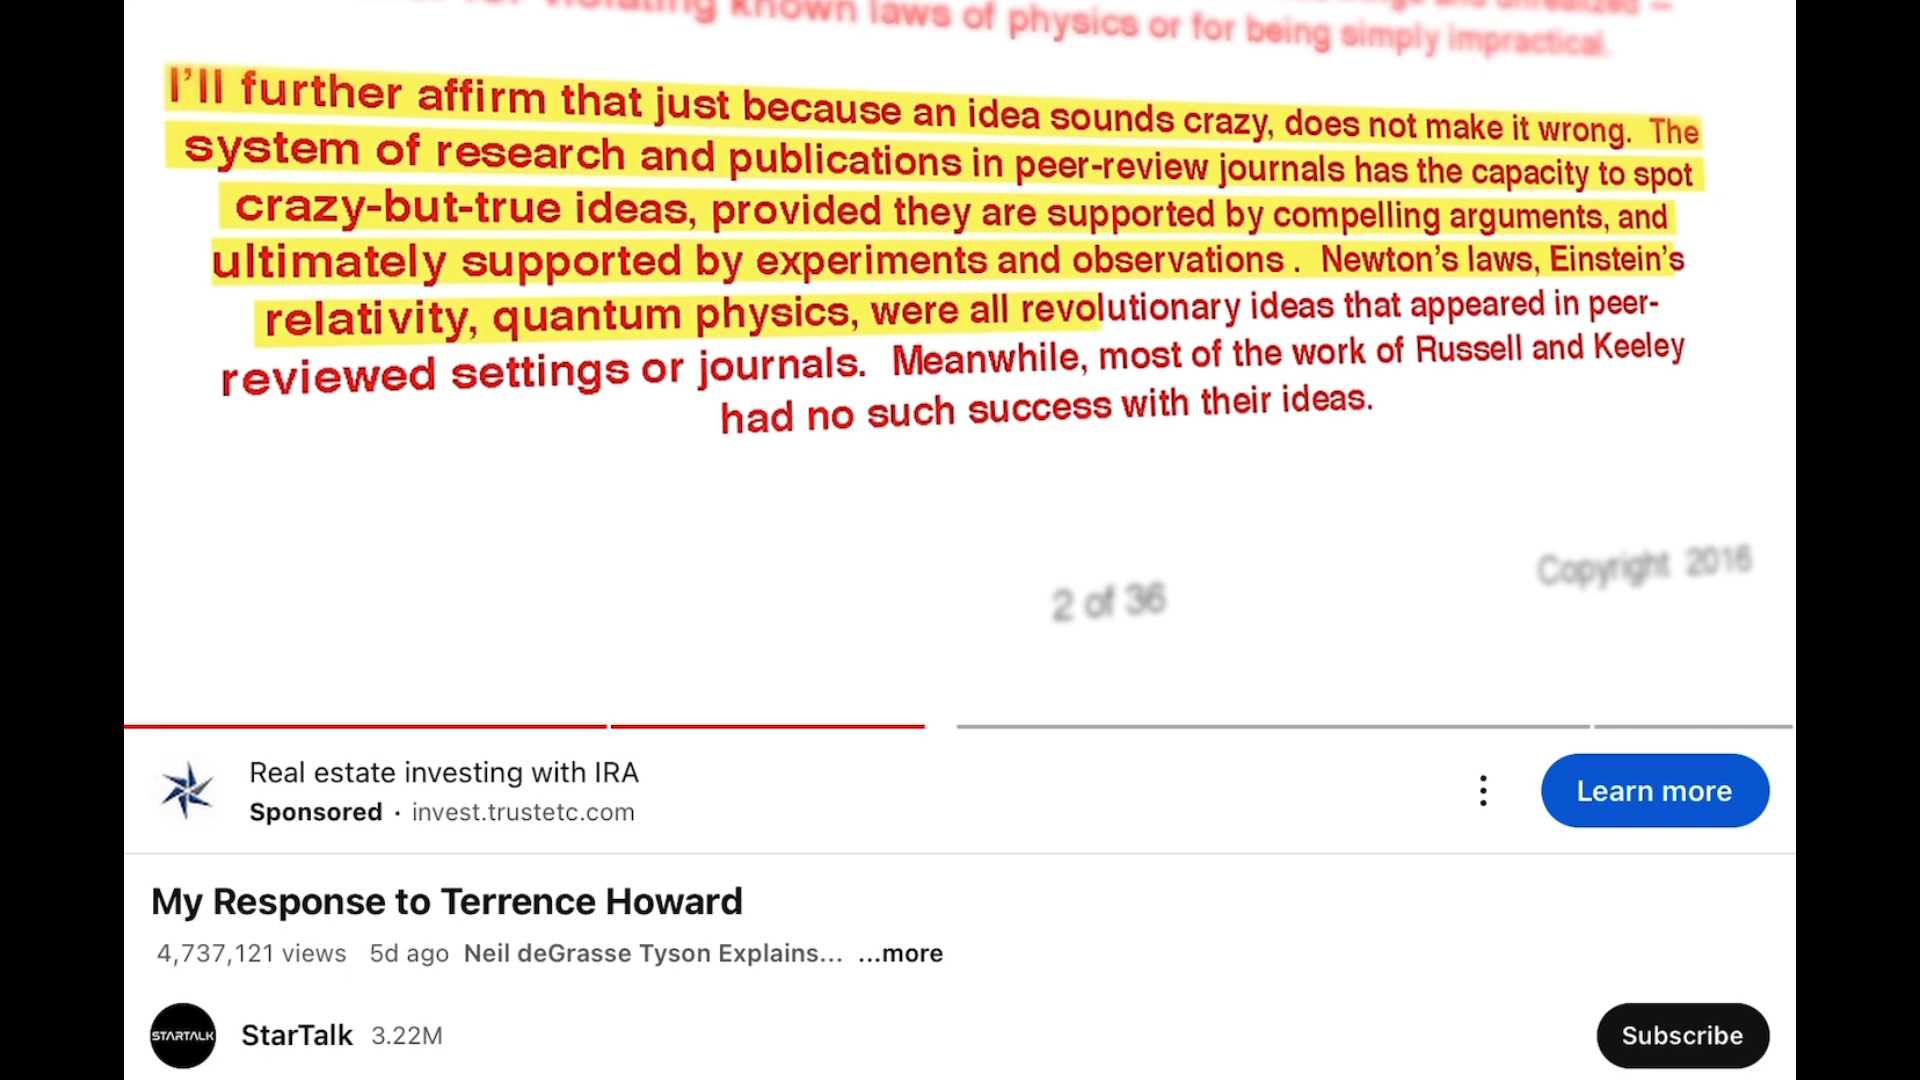 violating known laws of physics or for being simply impractical.
I'll further affirm that just because an idea sounds crazy, does not make it wrong. The
system of research and publications in peer-review journals has the capacity to spot
crazy-but-true ideas, provided they are supported by compelling arguments, and
ultimately supported by experiments and observations . Newton's laws, Einstein's
relativity, quantum physics, were all revolutionary ideas that appeared in peer-
reviewed settings or journals. Meanwhile, most of the work of Russell and Keeley
had no such success with their ideas.
Copyright 2016
2 of 36
Real estate investing with IRA
Sponsored · invest.trustetc.com
Learn more
My Response to Terrence Howard
4,737,121 views 5d ago Neil deGrasse Tyson Explains... ...more
STARTALK
StarTalk 3.22M
Subscribe